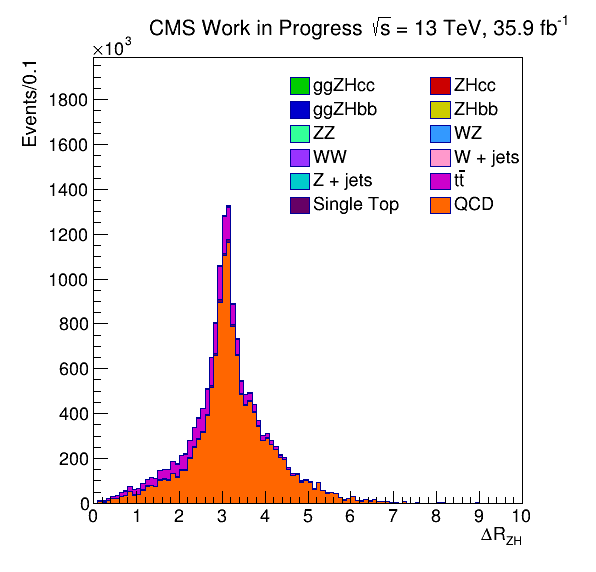 CMS Work in Progress √s = 13 TeV, 35.9 fb⁻¹
×10³
Events/0.1
1800
1600
1400
1200
1000
800
600
400
200
0
ggZHcc ZHcc
ggZHbb ZHbb
ZZ WZ
WW W + jets
Z + jets tt̄
Single Top QCD
0 1 2 3 4 5 6 7 8 9 10
ΔR_ZH